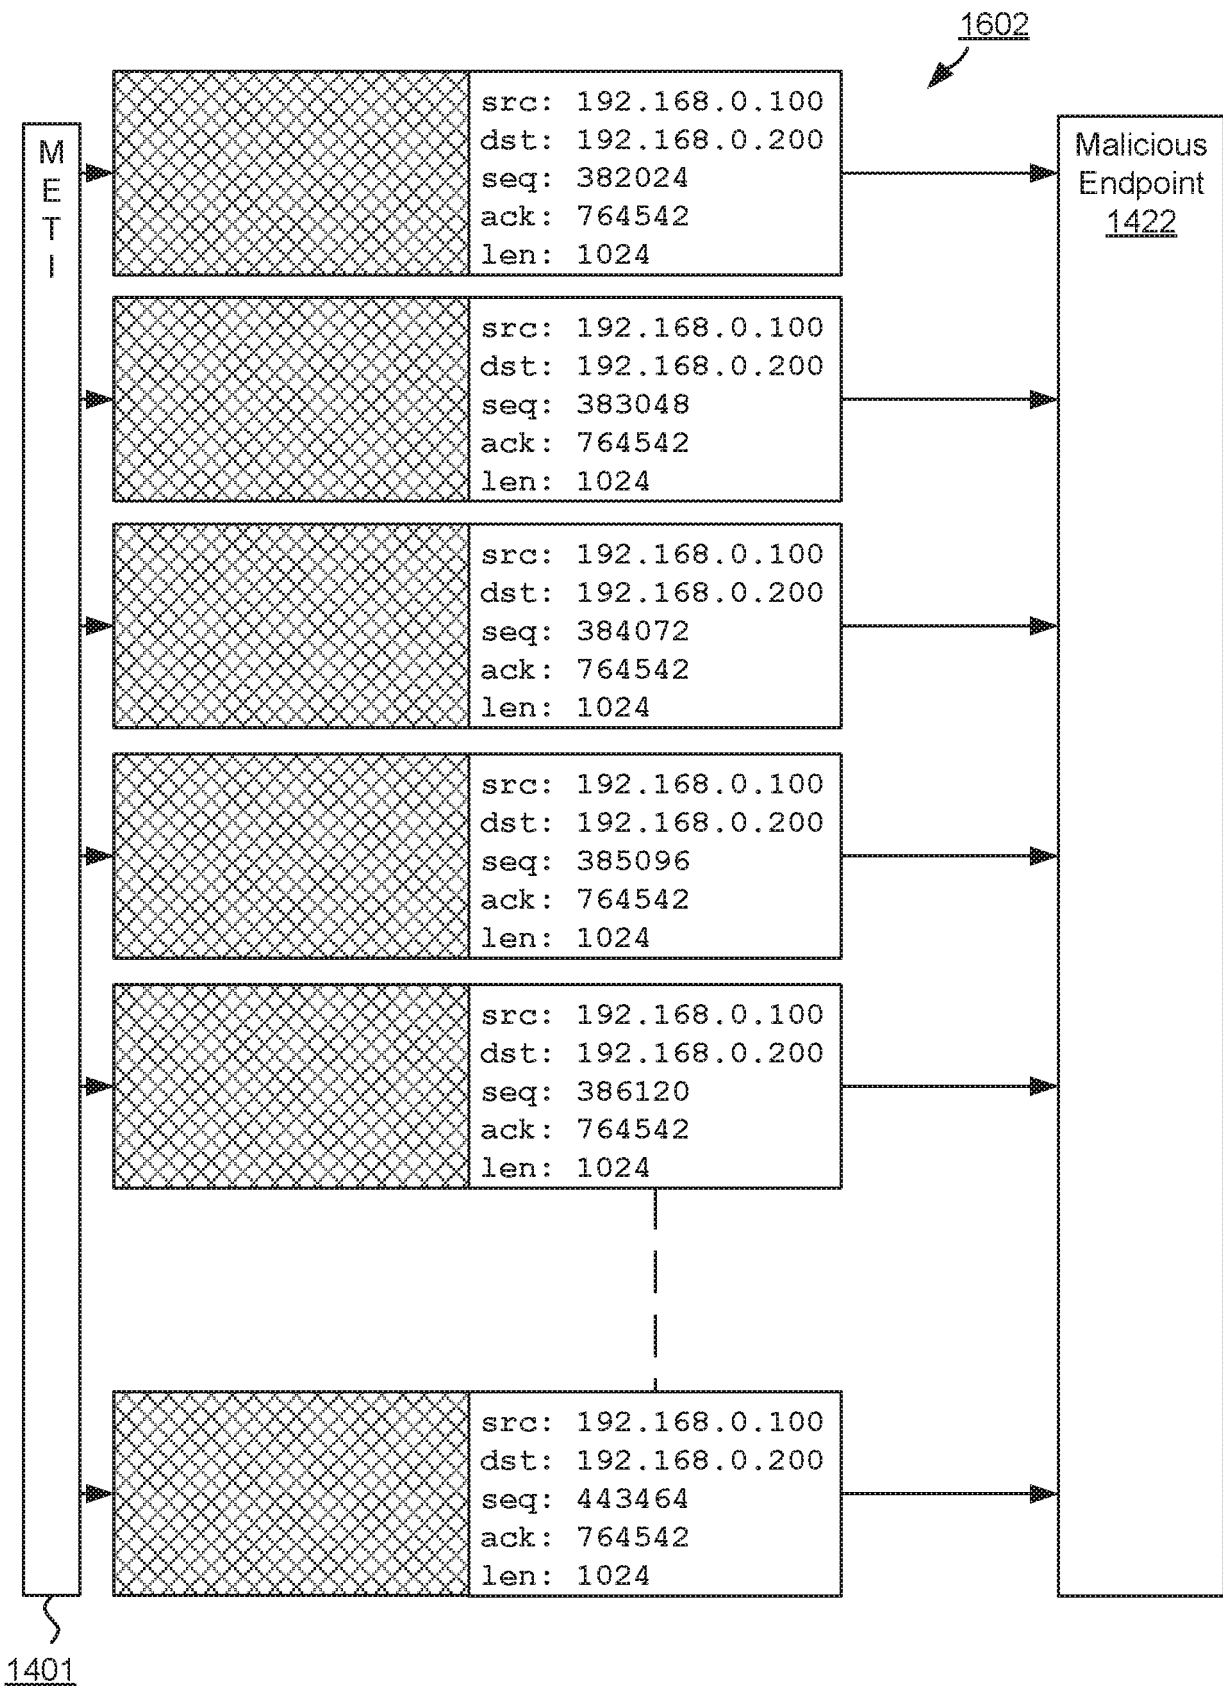 1602
METI
src: 192.168.0.100
dst: 192.168.0.200
seq: 382024
ack: 764542
len: 1024
Malicious
Endpoint
1422
src: 192.168.0.100
dst: 192.168.0.200
seq: 383048
ack: 764542
len: 1024
src: 192.168.0.100
dst: 192.168.0.200
seq: 384072
ack: 764542
len: 1024
src: 192.168.0.100
dst: 192.168.0.200
seq: 385096
ack: 764542
len: 1024
src: 192.168.0.100
dst: 192.168.0.200
seq: 386120
ack: 764542
len: 1024
src: 192.168.0.100
dst: 192.168.0.200
seq: 443464
ack: 764542
len: 1024
1401